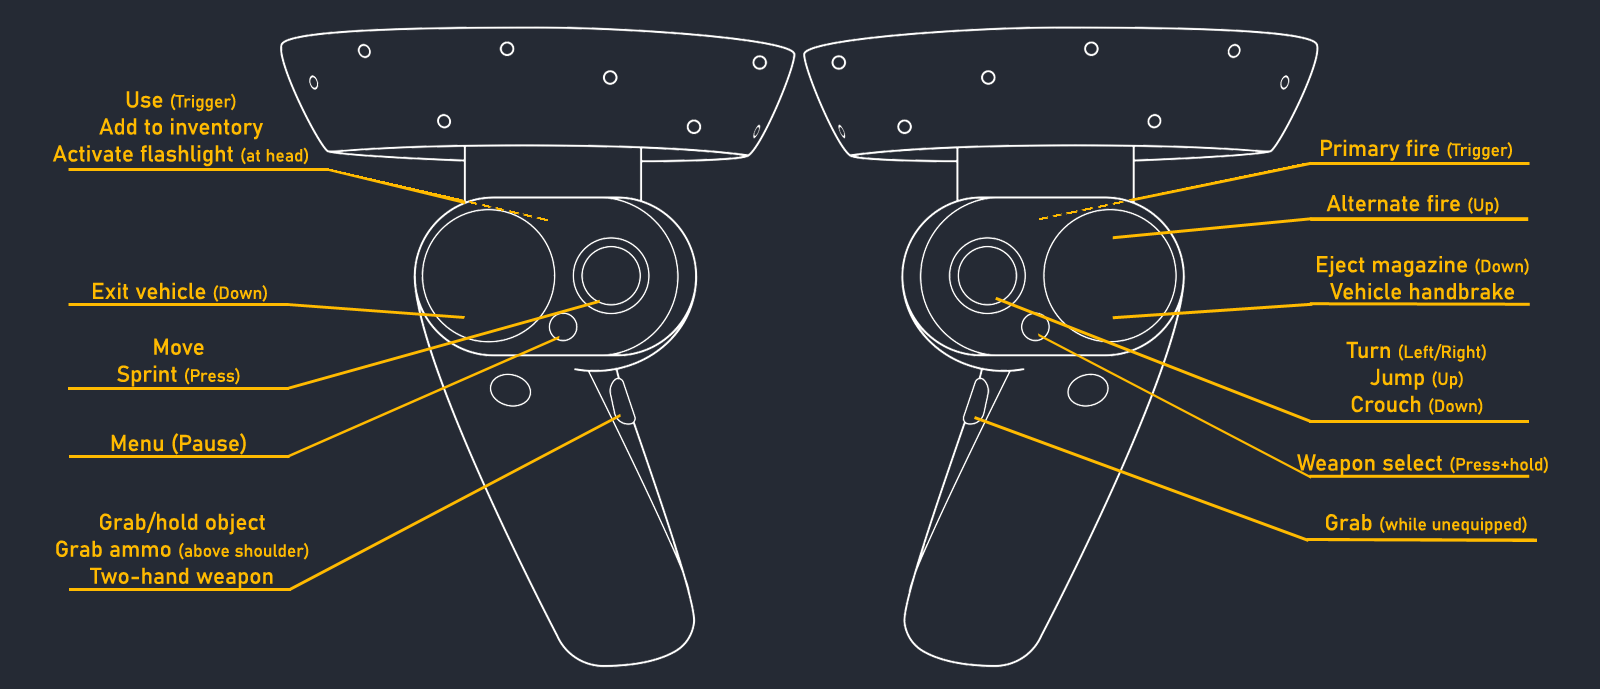 Use (Trigger)
Add to inventory
Activate flashlight (at head)
Exit vehicle (Down)
Move
Sprint (Press)
Menu (Pause)
Grab/hold object
Grab ammo (above shoulder)
Two-hand weapon
Primary fire (Trigger)
Alternate fire (Up)
Eject magazine (Down)
Vehicle handbrake
Turn (Left/Right)
Jump (Up)
Crouch (Down)
Weapon select (Press+hold)
Grab (while unequipped)